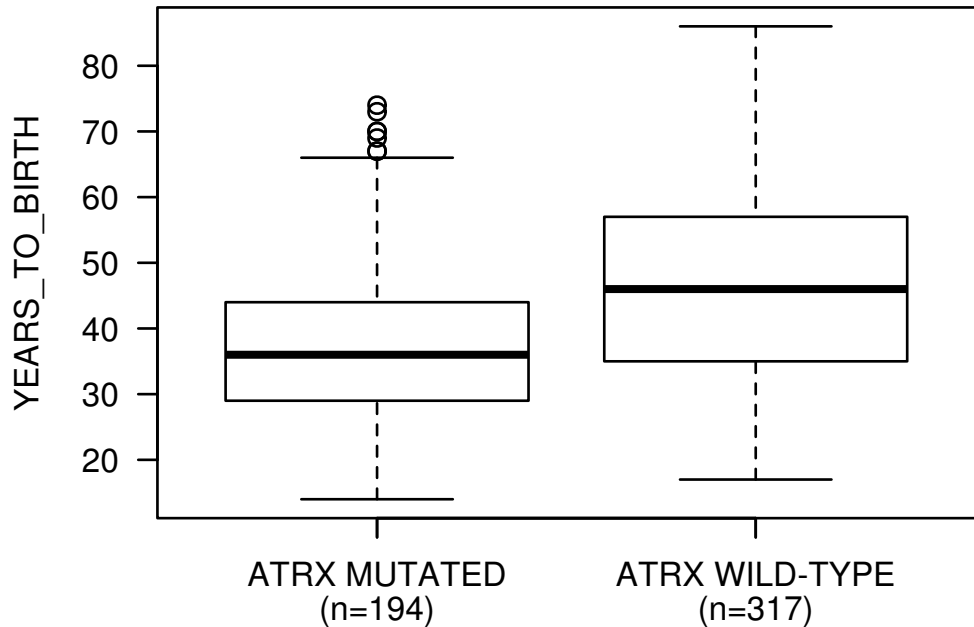 YEARS_TO_BIRTH
80
70
60
50
40
30
20
ATRX MUTATED
(n=194)
ATRX WILD-TYPE
(n=317)